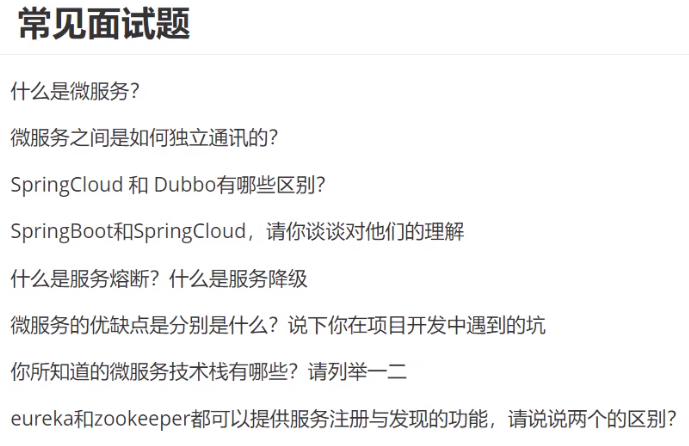 常见面试题
什么是微服务？
微服务之间是如何独立通讯的？
SpringCloud 和 Dubbo有哪些区别？
SpringBoot和SpringCloud，请你谈谈对他们的理解
什么是服务熔断？什么是服务降级
微服务的优缺点是分别是什么？说下你在项目开发中遇到的坑
你所知道的微服务技术栈有哪些？请列举一二
eureka和zookeeper都可以提供服务注册与发现的功能，请说说两个的区别？